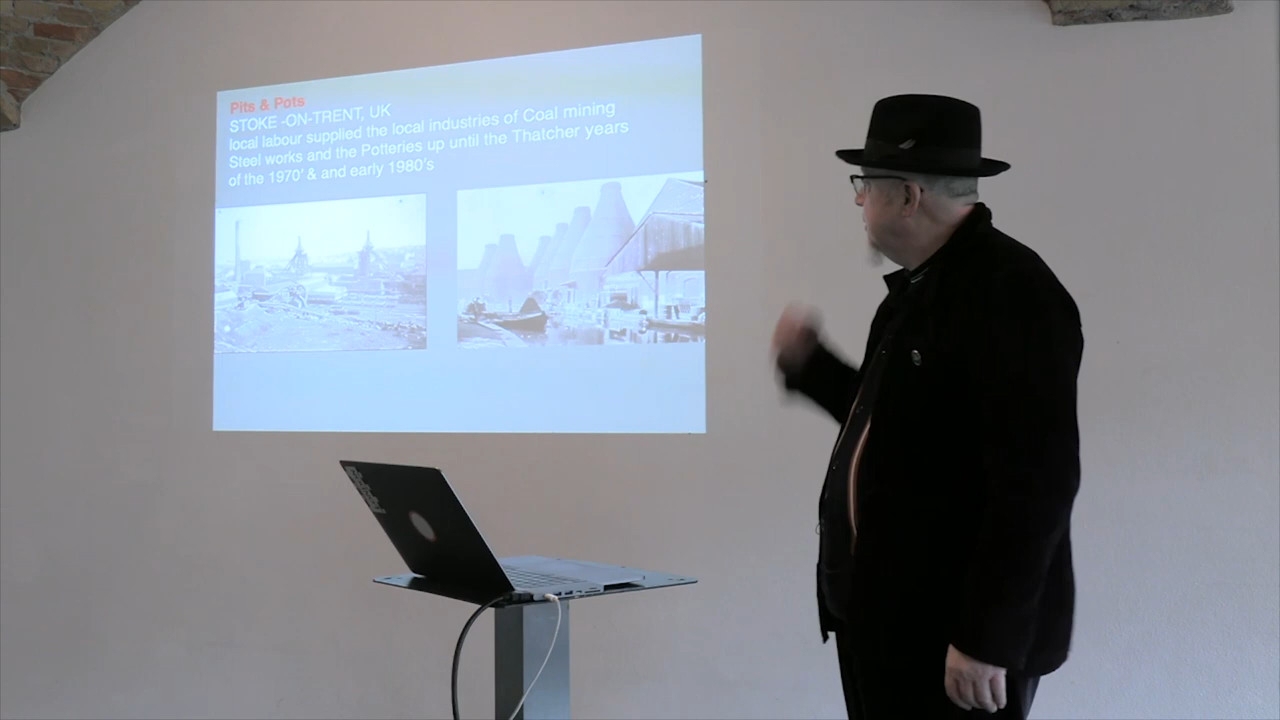 Pits & Pots
STOKE -ON-TRENT, UK
local labour supplied the local industries of Coal mining
Steel works and the Potteries up until the Thatcher years
of the 1970' & and early 1980's